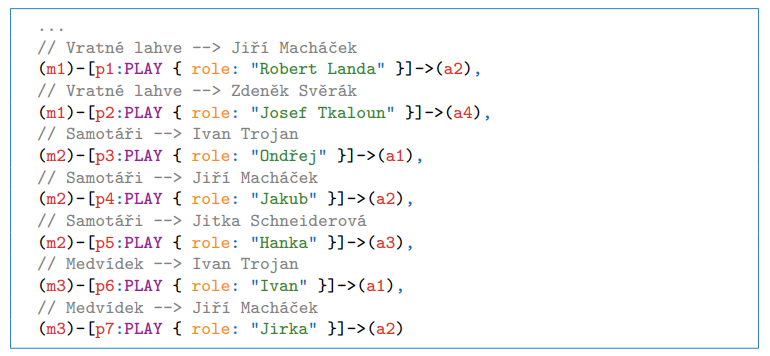 ...
// Vratné lahve --> Jiří Macháček
(m1)-[p1:PLAY { role: "Robert Landa" }]->(a2),
// Vratné lahve --> Zdeněk Svěrák
(m1)-[p2:PLAY { role: "Josef Tkaloun" }]->(a4),
// Samotáři --> Ivan Trojan
(m2)-[p3:PLAY { role: "Ondřej" }]->(a1),
// Samotáři --> Jiří Macháček
(m2)-[p4:PLAY { role: "Jakub" }]->(a2),
// Samotáři --> Jitka Schneiderová
(m2)-[p5:PLAY { role: "Hanka" }]->(a3),
// Medvídek --> Ivan Trojan
(m3)-[p6:PLAY { role: "Ivan" }]->(a1),
// Medvídek --> Jiří Macháček
(m3)-[p7:PLAY { role: "Jirka" }]->(a2)